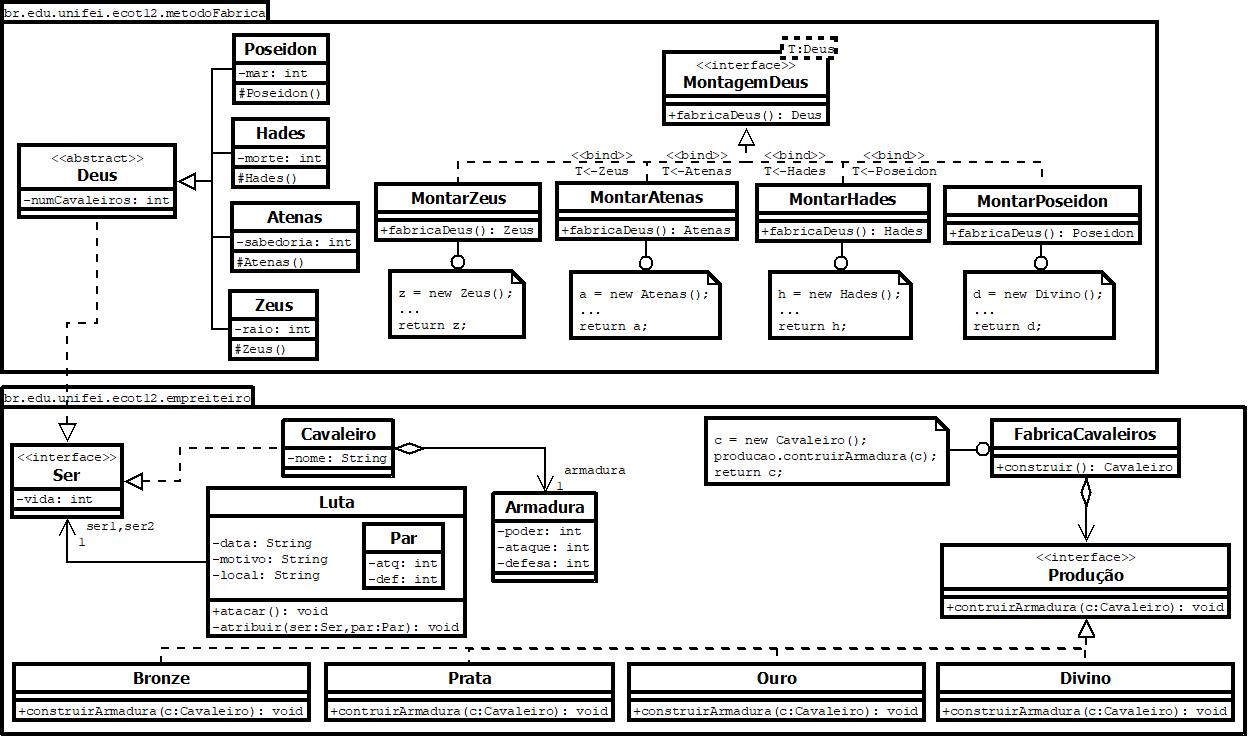 br.edu.unifei.ecot12.metodoFabrica
Poseidon
-mar: int
#Poseidon()
Hades
-morte: int
#Hades()
<<abstract>>
Deus
-numCavaleiros: int
Atenas
-sabedoria: int
#Atenas()
Zeus
-raio: int
#Zeus()
T:Deus
<<interface>>
MontagemDeus
+fabricaDeus(): Deus
<<bind>>
T<-Zeus
<<bind>>
T<-Atenas
<<bind>>
T<-Hades
<<bind>>
T<-Poseidon
MontarZeus
+fabricaDeus(): Zeus
MontarAtenas
+fabricaDeus(): Atenas
MontarHades
+fabricaDeus(): Hades
MontarPoseidon
+fabricaDeus(): Poseidon
z = new Zeus();
...
return z;
a = new Atenas();
...
return a;
h = new Hades();
...
return h;
d = new Divino();
...
return d;
br.edu.unifei.ecot12.empreiteiro
<<interface>>
Ser
-vida: int
Cavaleiro
-nome: String
armadura
1
ser1,ser2
1
Luta
-data: String
-motivo: String
-local: String
Par
-atq: int
-def: int
+atacar(): void
-atribuir(ser:Ser,par:Par): void
Armadura
-poder: int
-ataque: int
-defesa: int
c = new Cavaleiro();
producao.contruirArmadura(c);
return c;
FabricaCavaleiros
+construir(): Cavaleiro
<<interface>>
Produção
+contruirArmadura(c:Cavaleiro): void
Bronze
+construirArmadura(c:Cavaleiro): void
Prata
+contruirArmadura(c:Cavaleiro): void
Ouro
+construirArmadura(c:Cavaleiro): void
Divino
+construirArmadura(c:Cavaleiro): void